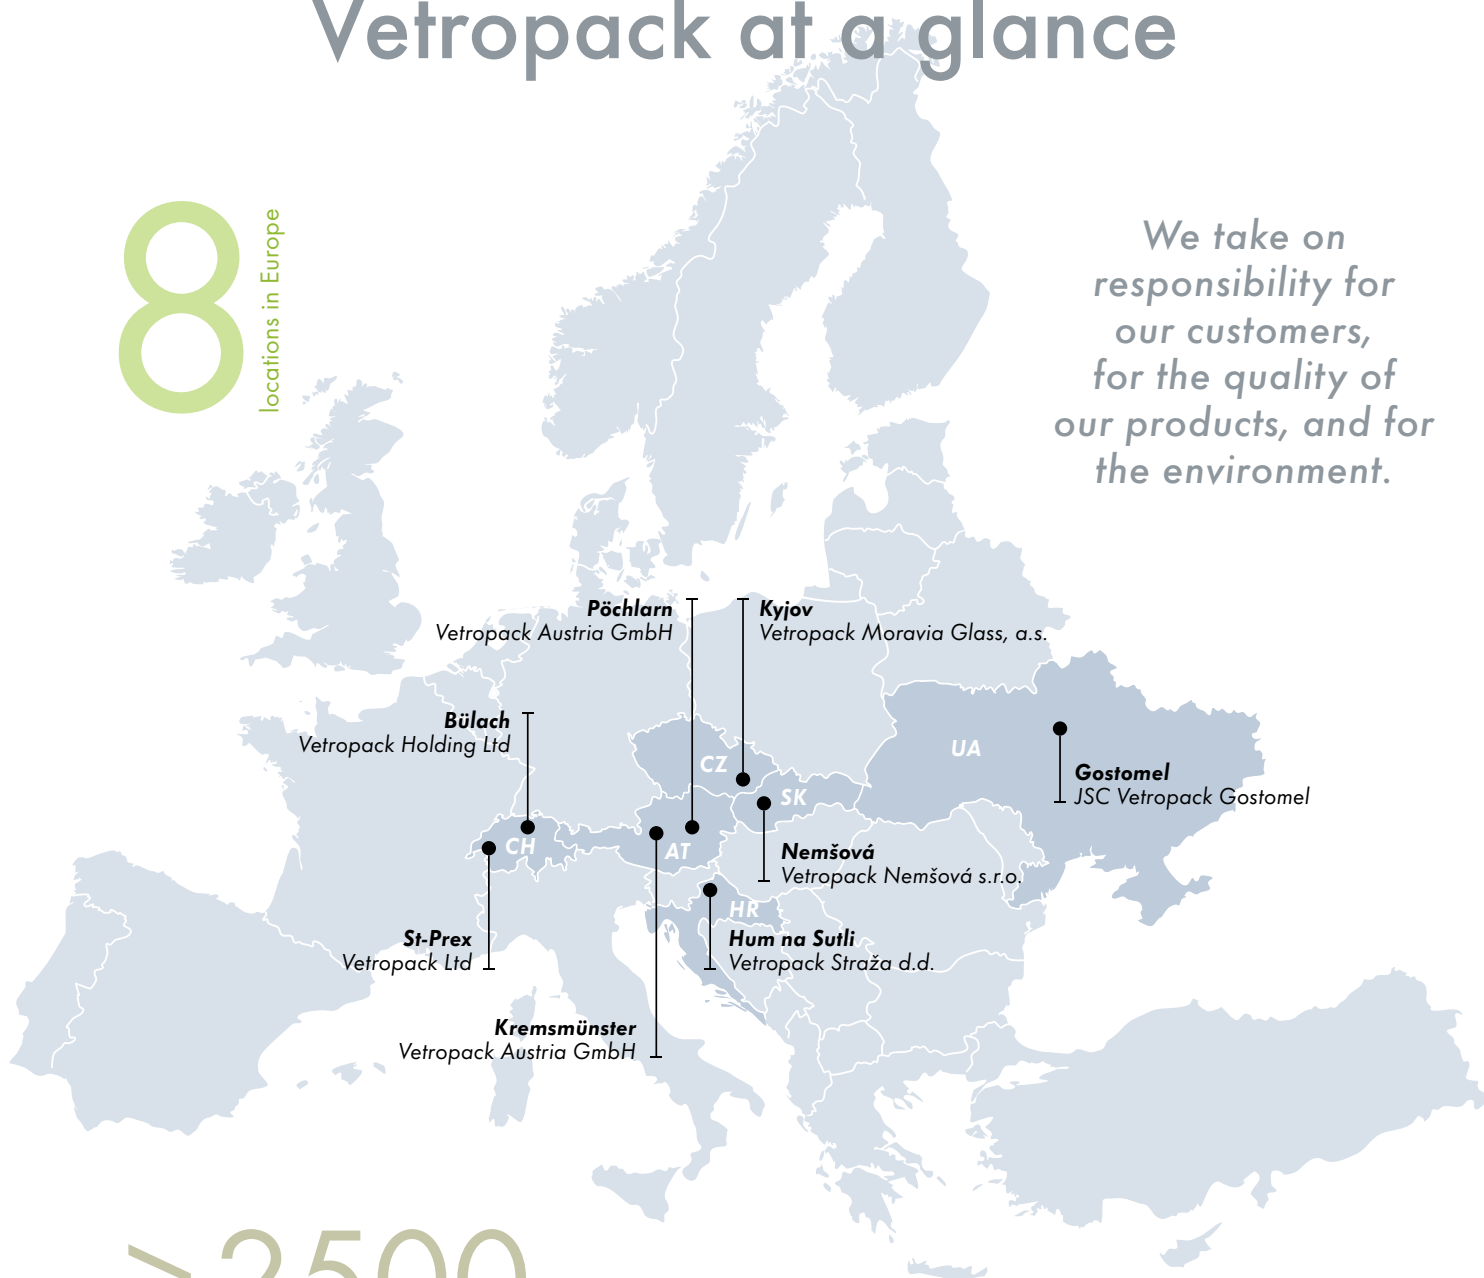 Vetropack at a glance
8
locations in Europe
We take on
responsibility for
our customers,
for the quality of
our products, and for
the environment.
Pöchlarn
Vetropack Austria GmbH
Kyjov
Vetropack Moravia Glass, a.s.
Bülach
Vetropack Holding Ltd
CZ
UA
SK
Gostomel
JSC Vetropack Gostomel
CH
AT
Nemšová
Vetropack Nemšová s.r.o.
HR
St-Prex
Vetropack Ltd
Hum na Sutli
Vetropack Straža d.d.
Kremsmünster
Vetropack Austria GmbH
>2500